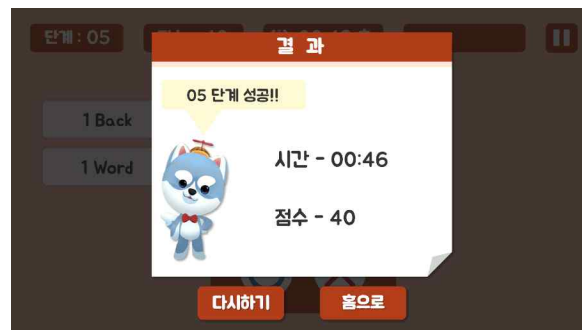 단계 : 05
결 과
05 단계 성공!!
1 Back
1 Word
시간 - 00:46
점수 - 40
다시하기
홈으로